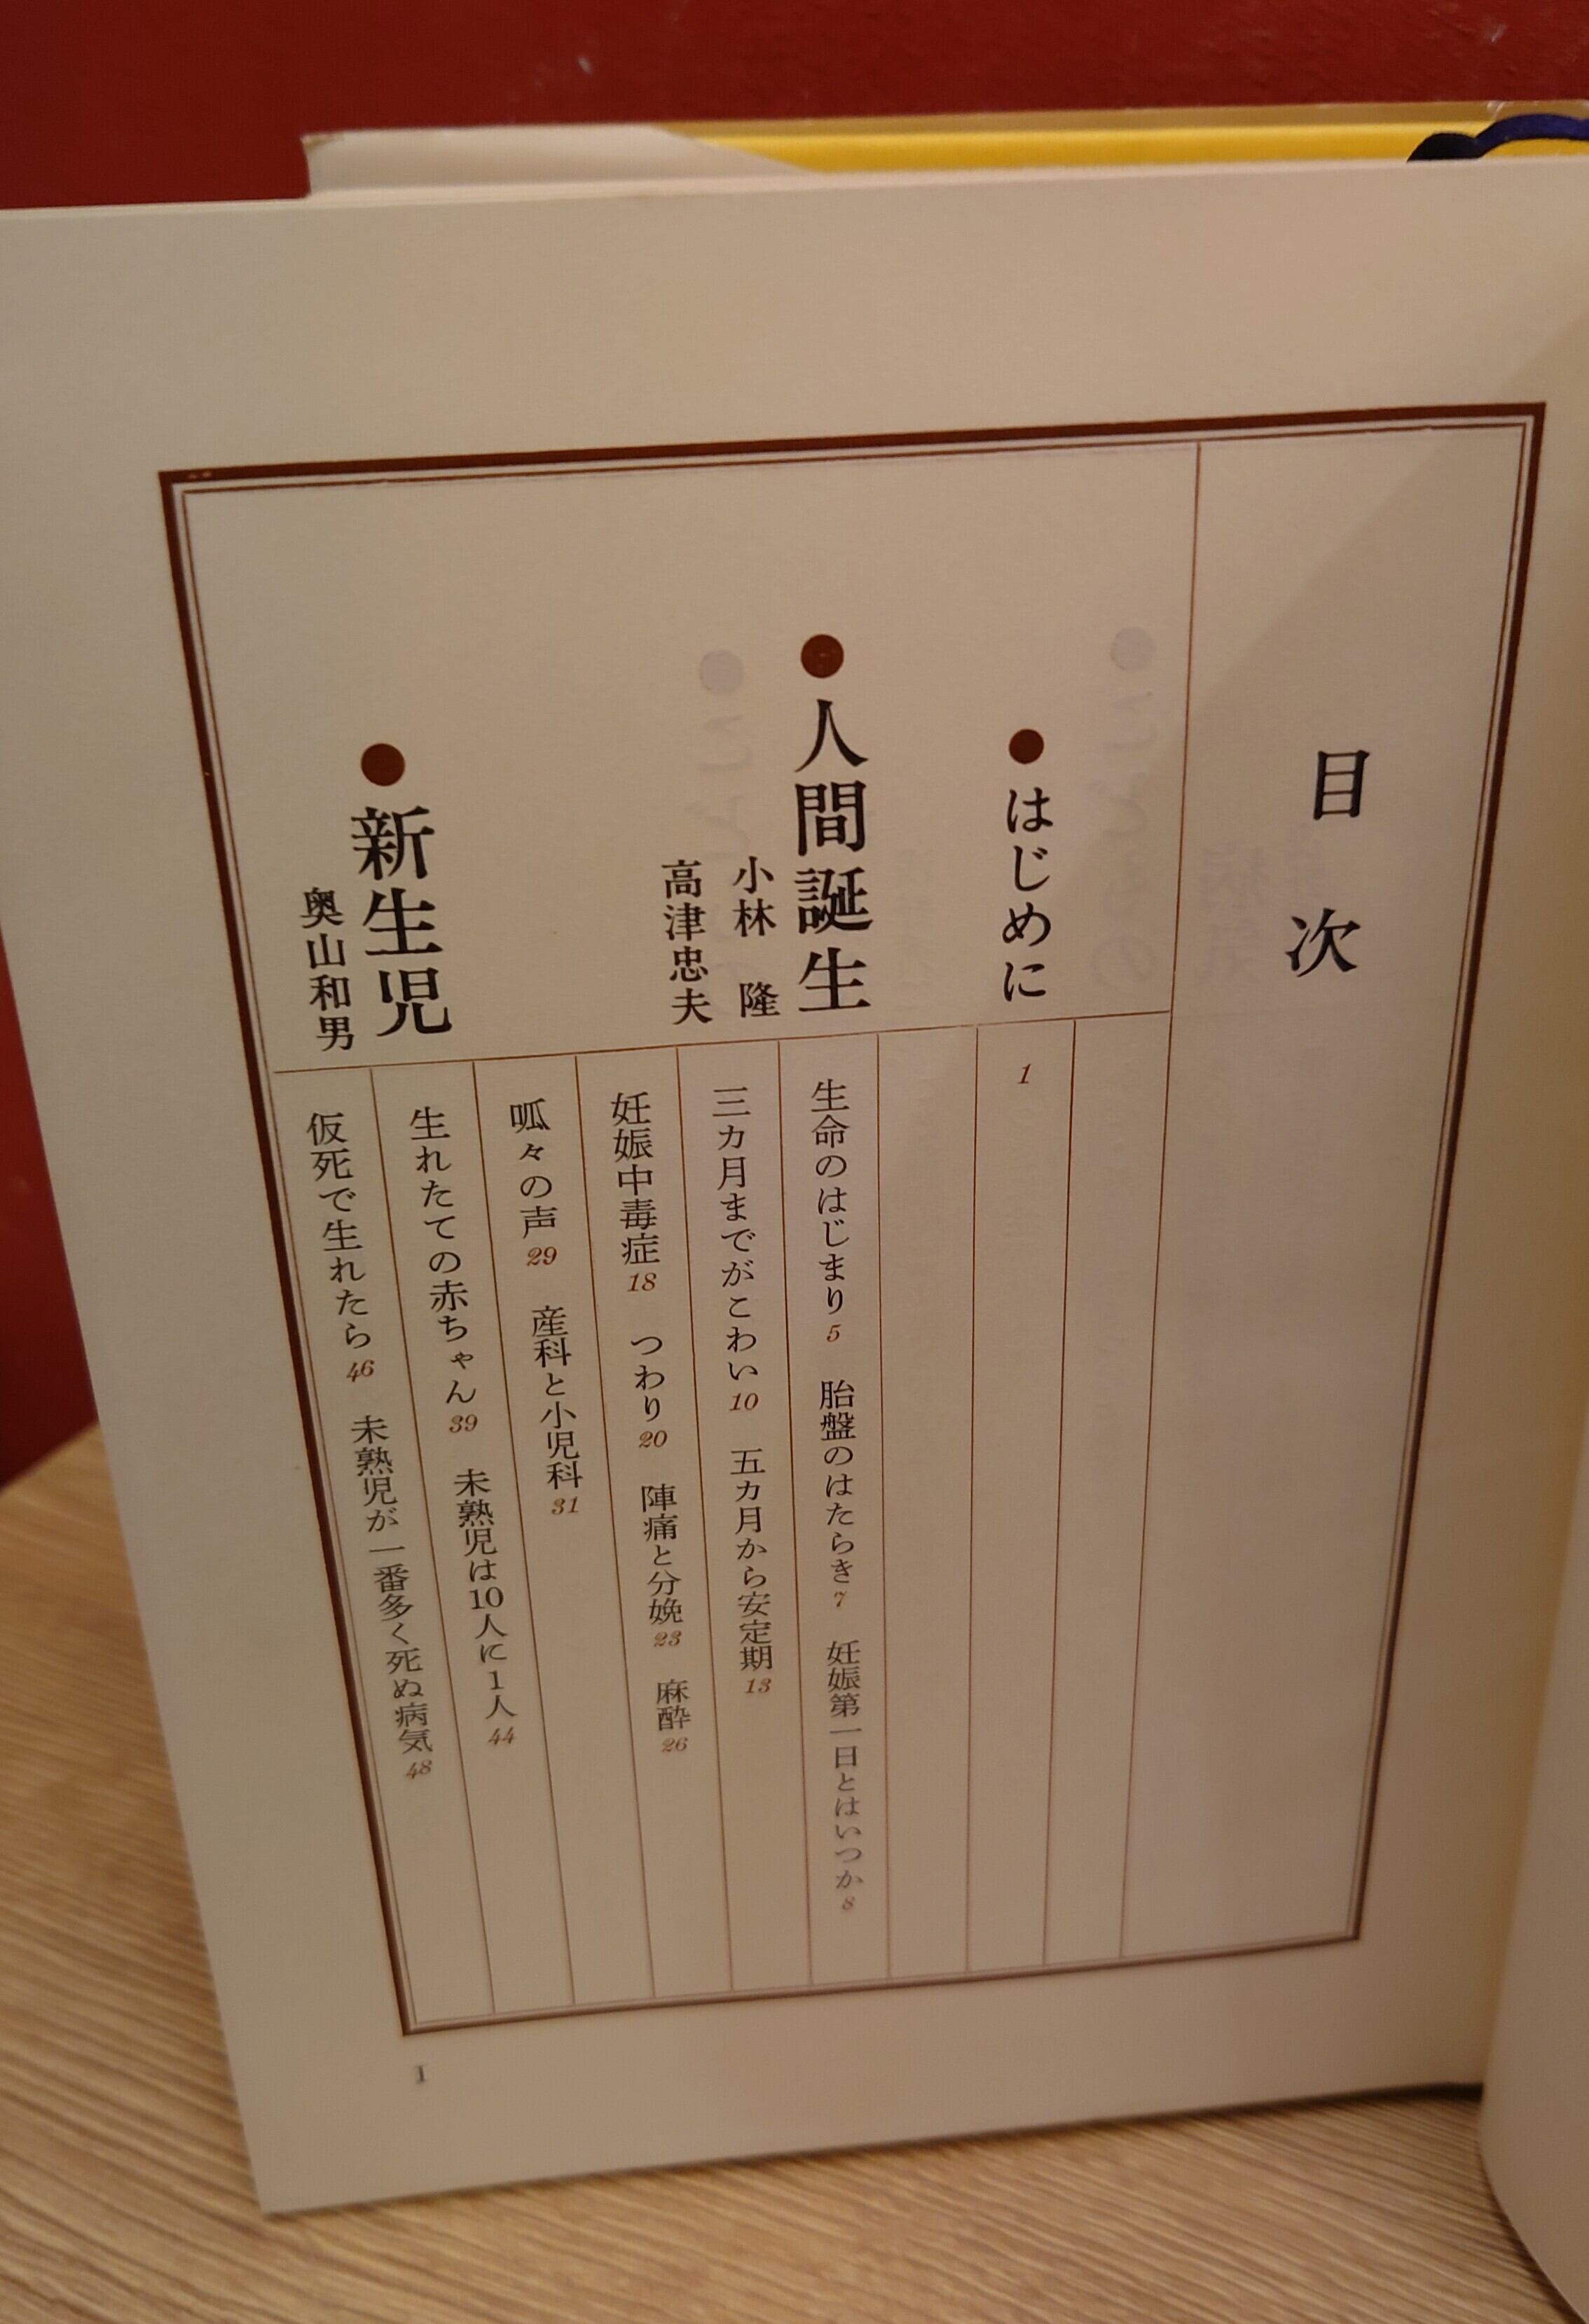 目次
●はじめに
1
●人間誕生
小林 隆
高津忠夫
生命のはじまり 5 胎盤のはたらき 7 妊娠第一日とはいつか 8
三カ月までがこわい 10 五カ月から安定期 13
妊娠中毒症 18 つわり 20 陣痛と分娩 23 麻酔 26
呱々の声 29 産科と小児科 31
●新生児
奥山和男
生れたての赤ちゃん 39 未熟児は10人に1人 44
仮死で生れたら 46 未熟児が一番多く死ぬ病気 48
1